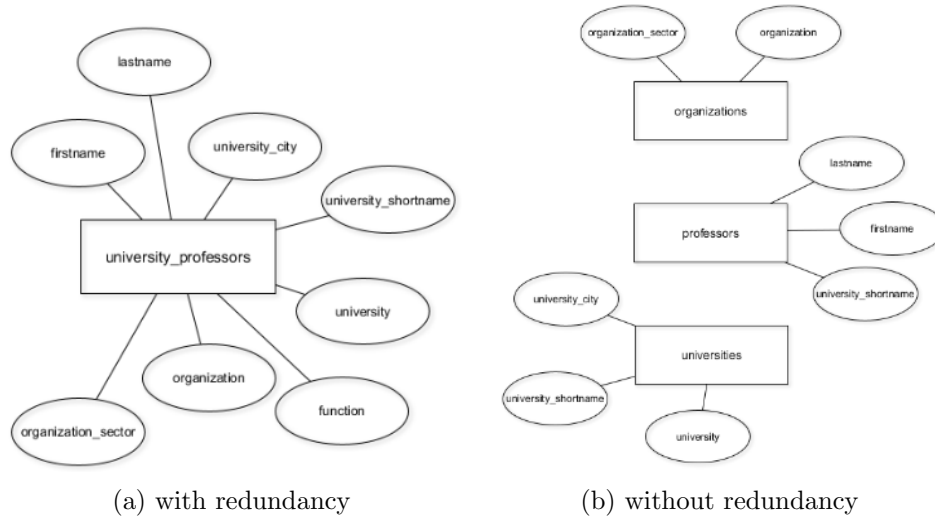 lastname
firstname
university_city
university_shortname
university_professors
university
organization
function
organization_sector
(a) with redundancy
organization_sector
organization
organizations
lastname
professors
firstname
university_shortname
university_city
universities
university_shortname
university
(b) without redundancy